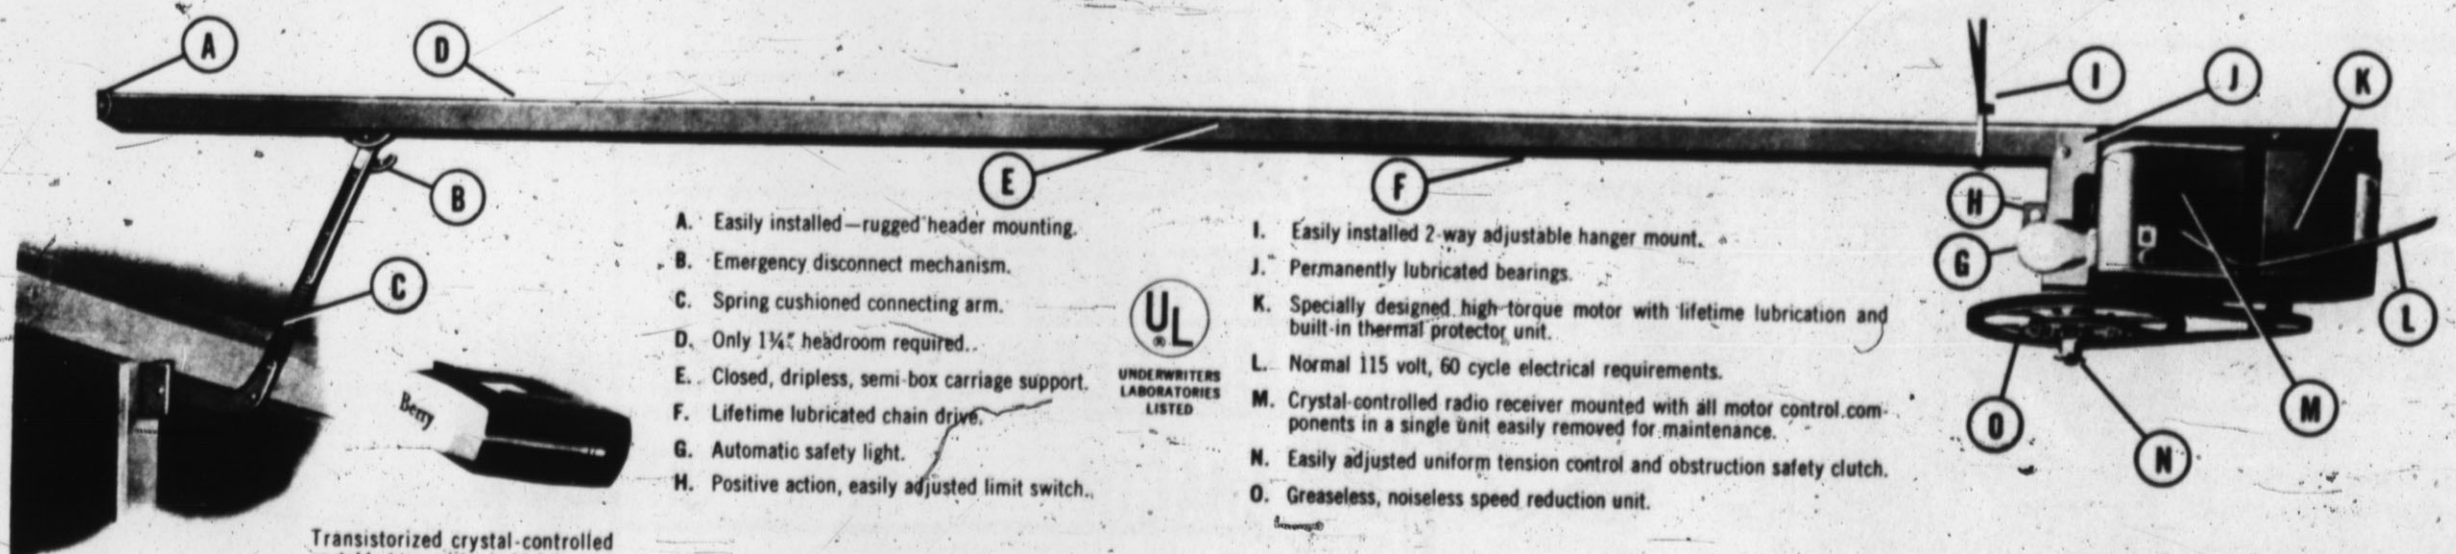 A
D
I
J
K
E
F
B
H
G
C
L
O
M
N
A. Easily installed—rugged header mounting.
B. Emergency disconnect mechanism.
C. Spring cushioned connecting arm.
D. Only 1¾" headroom required.
E. Closed, dripless, semi-box carriage support.
F. Lifetime lubricated chain drive.
G. Automatic safety light.
H. Positive action, easily adjusted limit switch.
UL
®
UNDERWRITERS
LABORATORIES
LISTED
I. Easily installed 2-way adjustable hanger mount.
J. Permanently lubricated bearings.
K. Specially designed high-torque motor with lifetime lubrication and
built-in thermal protector unit.
L. Normal 115 volt, 60 cycle electrical requirements.
M. Crystal-controlled radio receiver mounted with all motor control com-
ponents in a single unit easily removed for maintenance.
N. Easily adjusted uniform tension control and obstruction safety clutch.
O. Greaseless, noiseless speed reduction unit.
Berry
Transistorized crystal-controlled